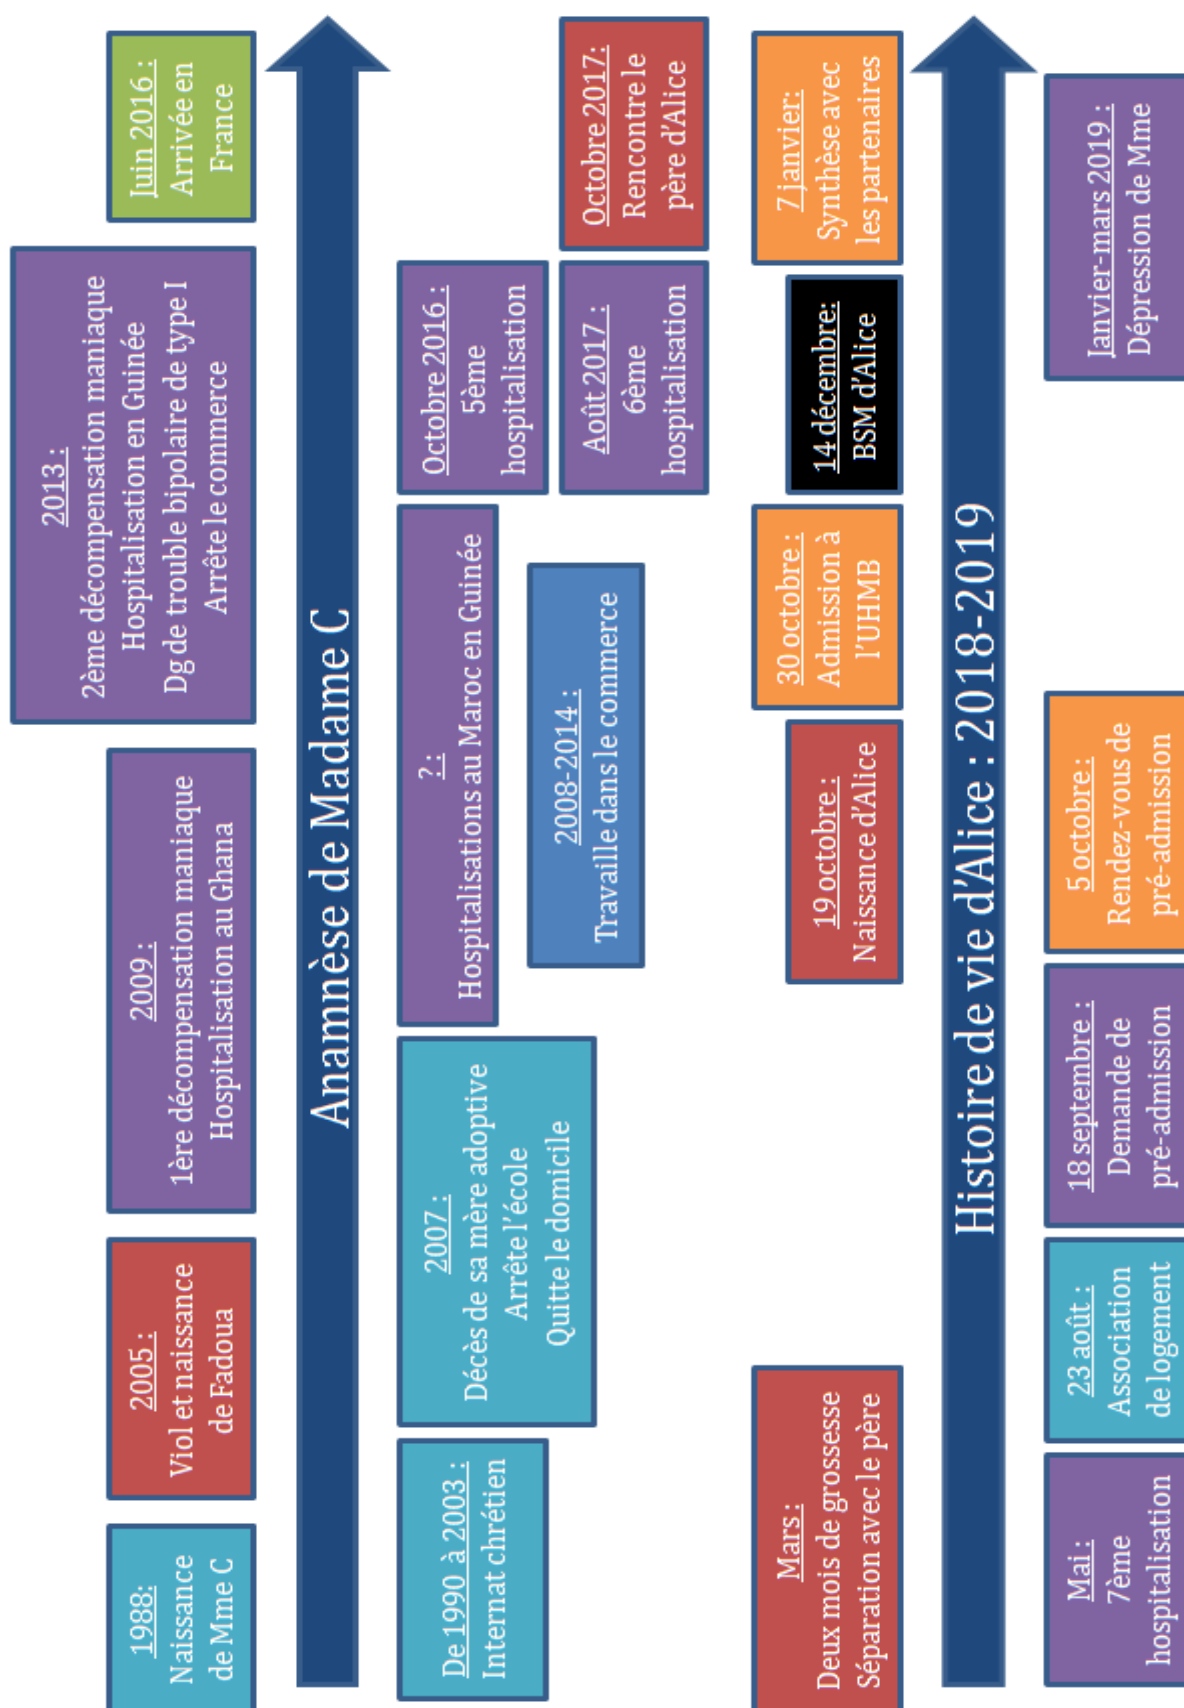 1988:
Naissance
de Mme C
2005 :
Viol et naissance
de Fadoua
2009 :
1ère décompensation maniaque
Hospitalisation au Ghana
2013 :
2ème décompensation maniaque
Hospitalisation en Guinée
Dg de trouble bipolaire de type I
Arrête le commerce
Juin 2016 :
Arrivée en
France
Anamnèse de Madame C
De 1990 à 2003 :
Internat chrétien
2007 :
Décès de sa mère adoptive
Arrête l'école
Quitte le domicile
? :
Hospitalisations au Maroc en Guinée
2008-2014 :
Travaille dans le commerce
Octobre 2016 :
5ème
hospitalisation
Août 2017 :
6ème
hospitalisation
Octobre 2017:
Rencontre le
père d'Alice
Mars :
Deux mois de grossesse
Séparation avec le père
19 octobre :
Naissance d'Alice
30 octobre :
Admission à
l'UHMB
14 décembre:
BSM d'Alice
7 janvier:
Synthèse avec
les partenaires
Histoire de vie d'Alice : 2018-2019
Mai :
7ème
hospitalisation
23 août :
Association
de logement
18 septembre :
Demande de
pré-admission
5 octobre :
Rendez-vous de
pré-admission
Janvier-mars 2019 :
Dépression de Mme